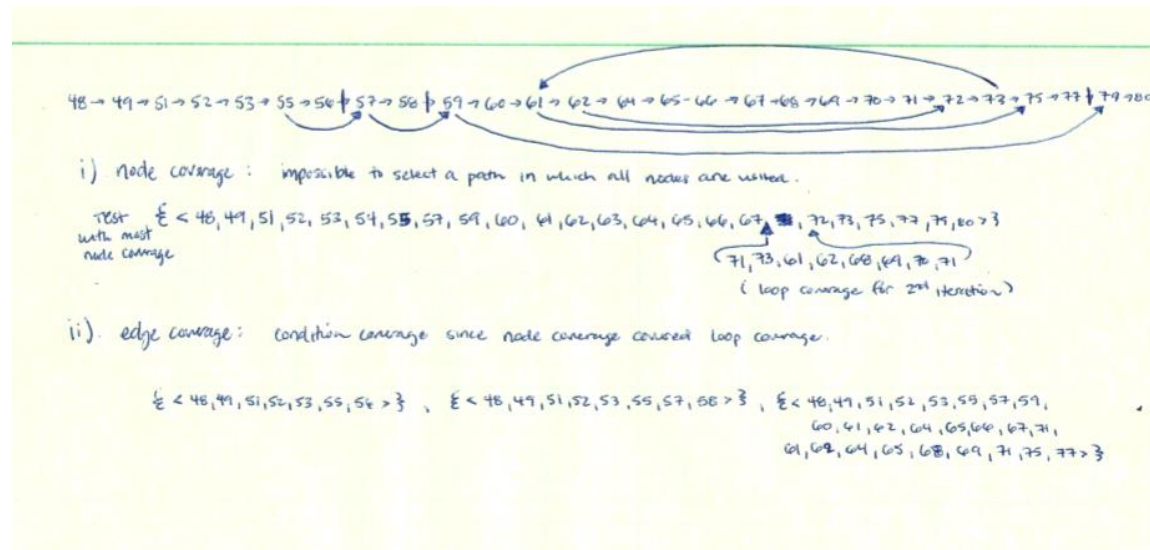 48 → 49 → 51 → 52 → 53 → 55 → 56 → 57 → 58 → 59 → 60 → 61 → 62 → 64 → 65 - 66 → 67 → 68 → 69 → 70 → 71 → 72 → 73 → 75 → 77 79 → 80
i) node coverage : impossible to select a path in which all nodes are visited.
Test with most node coverage
{ < 48, 49, 51, 52, 53, 54, 55, 57, 59, 60, 61, 62, 63, 64, 65, 66, 67, , 72, 73, 75, 77, 79, 80 > }
71, 73, 61, 62, 68, 69, 70, 71
( loop coverage for 2nd iteration )
ii). edge coverage : condition coverage since node coverage covered loop coverage.
{ < 48, 49, 51, 52, 53, 55, 56 > } , { < 48, 49, 51, 52, 53, 55, 57, 58 > } , { < 48, 49, 51, 52, 53, 55, 57, 59,
60, 61, 62, 64, 65, 66, 67, 71,
61, 62, 64, 65, 68, 69, 71, 75, 77 > }